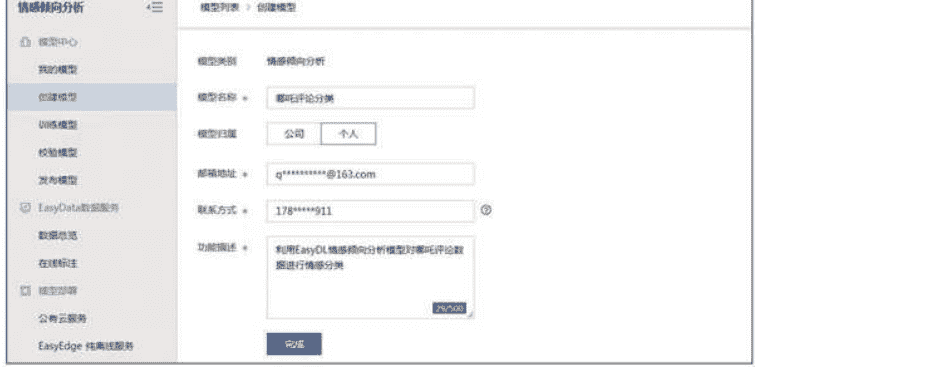 情感倾向分析
模型列表 > 创建模型
模型中心
我的模型
创建模型
训练模型
校验模型
发布模型
EasyData数据服务
数据总览
在线标注
模型部署
公有云服务
EasyEdge 纯离线服务
模型类别 情感倾向分析
模型名称 * 哪吒评论分类
模型归属 公司 个人
邮箱地址 * q**********@163.com
联系方式 * 178*****911
功能描述 * 利用EasyDL情感倾向分析模型对哪吒评论数
据进行情感分类
29/500
完成